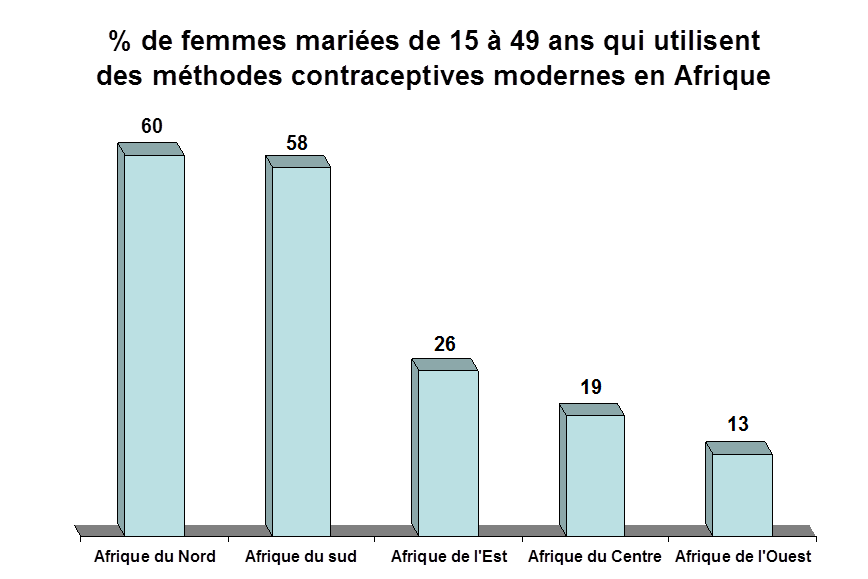 % de femmes mariées de 15 à 49 ans qui utilisent
des méthodes contraceptives modernes en Afrique
60
58
26
19
13
Afrique du Nord
Afrique du sud
Afrique de l'Est
Afrique du Centre
Afrique de l'Ouest